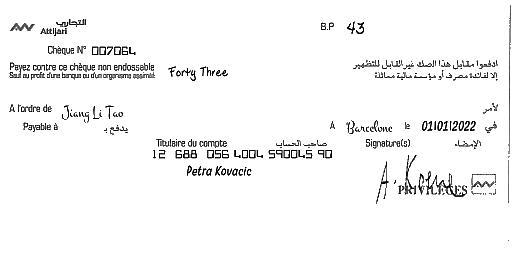 التجاري
Attijari
B.P 43
Chèque N° 007064
Payez contre ce chèque non endossable
Sauf au profit d'une banque ou d'un organisme assimilé
Forty Three
ادفعوا مقابل هذا الصك غير القابل للتظهير
إلا لفائدة مصرف أو مؤسسة مالية مماثلة
A l'ordre de Jiang Li Tao لأمر
Payable à يدفع بـ
A Barcelone le 01/01/2022 في
Titulaire du compte صاحب الحساب
Signature(s) الإمضاء
12 688 056 4004 590045 90
Petra Kovacic
PRIVILEGES